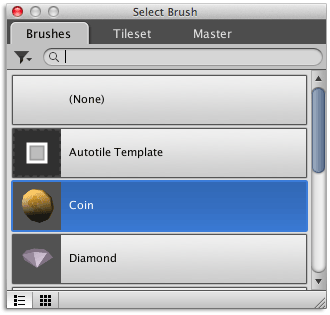 Select Brush
Brushes Tileset Master
(None)
Autotile Template
Coin
Diamond